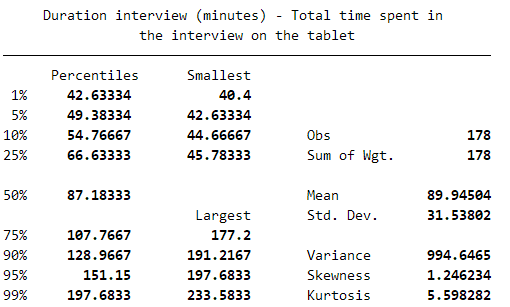 Duration interview (minutes) - Total time spent in
the interview on the tablet
Percentiles Smallest
1% 42.63334 40.4
5% 49.38334 42.63334
10% 54.76667 44.66667 Obs 178
25% 66.63333 45.78333 Sum of Wgt. 178
50% 87.18333 Mean 89.94504
Largest Std. Dev. 31.53802
75% 107.7667 177.2
90% 128.9667 191.2167 Variance 994.6465
95% 151.15 197.6833 Skewness 1.246234
99% 197.6833 233.5833 Kurtosis 5.598282